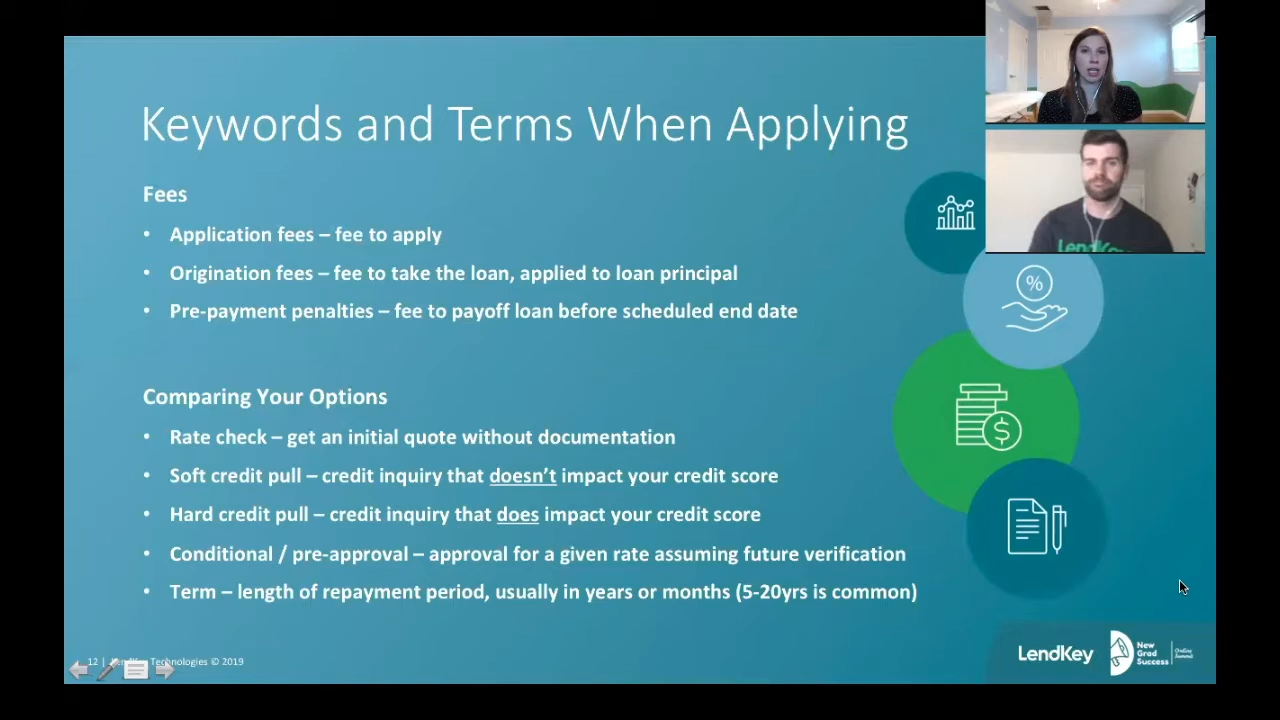 Keywords and Terms When Applying
Fees
• Application fees – fee to apply
• Origination fees – fee to take the loan, applied to loan principal
• Pre-payment penalties – fee to payoff loan before scheduled end date
Comparing Your Options
• Rate check – get an initial quote without documentation
• Soft credit pull – credit inquiry that doesn't impact your credit score
• Hard credit pull – credit inquiry that does impact your credit score
• Conditional / pre-approval – approval for a given rate assuming future verification
• Term – length of repayment period, usually in years or months (5-20yrs is common)
%
$
LendKey
12 | LendKey Technologies © 2019
LendKey
New
Grad
Success
Online
Summit